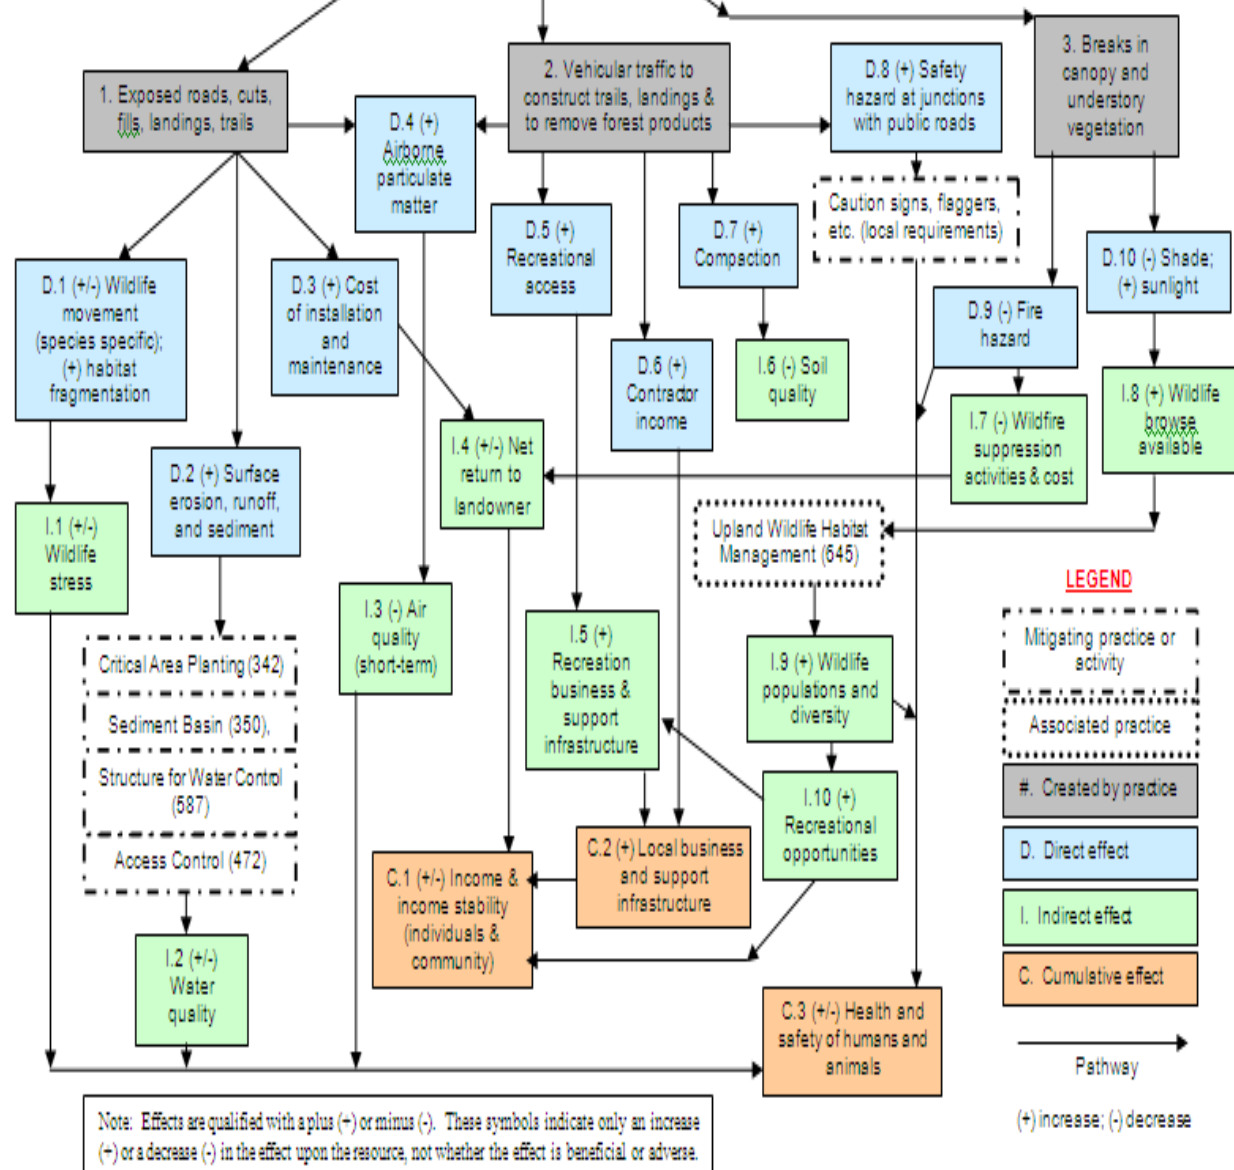 1. Exposed roads, cuts,
fills, landings, trails
2. Vehicular traffic to
construct trails, landings &
to remove forest products
D.8 (+) Safety
hazard at junctions
with public roads
3. Breaks in
canopy and
understory
vegetation
D.4 (+)
Airborne
particulate
matter
Caution signs, flaggers,
etc. (local requirements)
D.5 (+)
Recreational
access
D.7 (+)
Compaction
D.10 (-) Shade;
(+) sunlight
D.1 (+/-) Wildlife
movement
(species specific);
(+) habitat
fragmentation
D.3 (+) Cost
of installation
and
maintenance
D.9 (-) Fire
hazard
D.6 (+)
Contractor
income
I.6 (-) Soil
quality
I.8 (+) Wildlife
browse
available
I.7 (-) Wildfire
suppression
activities & cost
I.4 (+/-) Net
return to
landowner
D.2 (+) Surface
erosion, runoff,
and sediment
I.1 (+/-)
Wildlife
stress
Upland Wildlife Habitat
Management (645)
I.3 (-) Air
quality
(short-term)
I.5 (+)
Recreation
business &
support
infrastructure
I.9 (+) Wildlife
populations and
diversity
Critical Area Planting (342)
Sediment Basin (350),
Structure for Water Control
(587)
Access Control (472)
I.10 (+)
Recreational
opportunities
C.2 (+) Local business
and support
infrastructure
C.1 (+/-) Income &
income stability
(individuals &
community)
I.2 (+/-)
Water
quality
C.3 (+/-) Health and
safety of humans and
animals
LEGEND
Mitigating practice or
activity
Associated practice
#. Created by practice
D. Direct effect
I. Indirect effect
C. Cumulative effect
Pathway
(+) increase; (-) decrease
Note: Effects are qualified with a plus (+) or minus (-). These symbols indicate only an increase
(+) or a decrease (-) in the effect upon the resource, not whether the effect is beneficial or adverse.